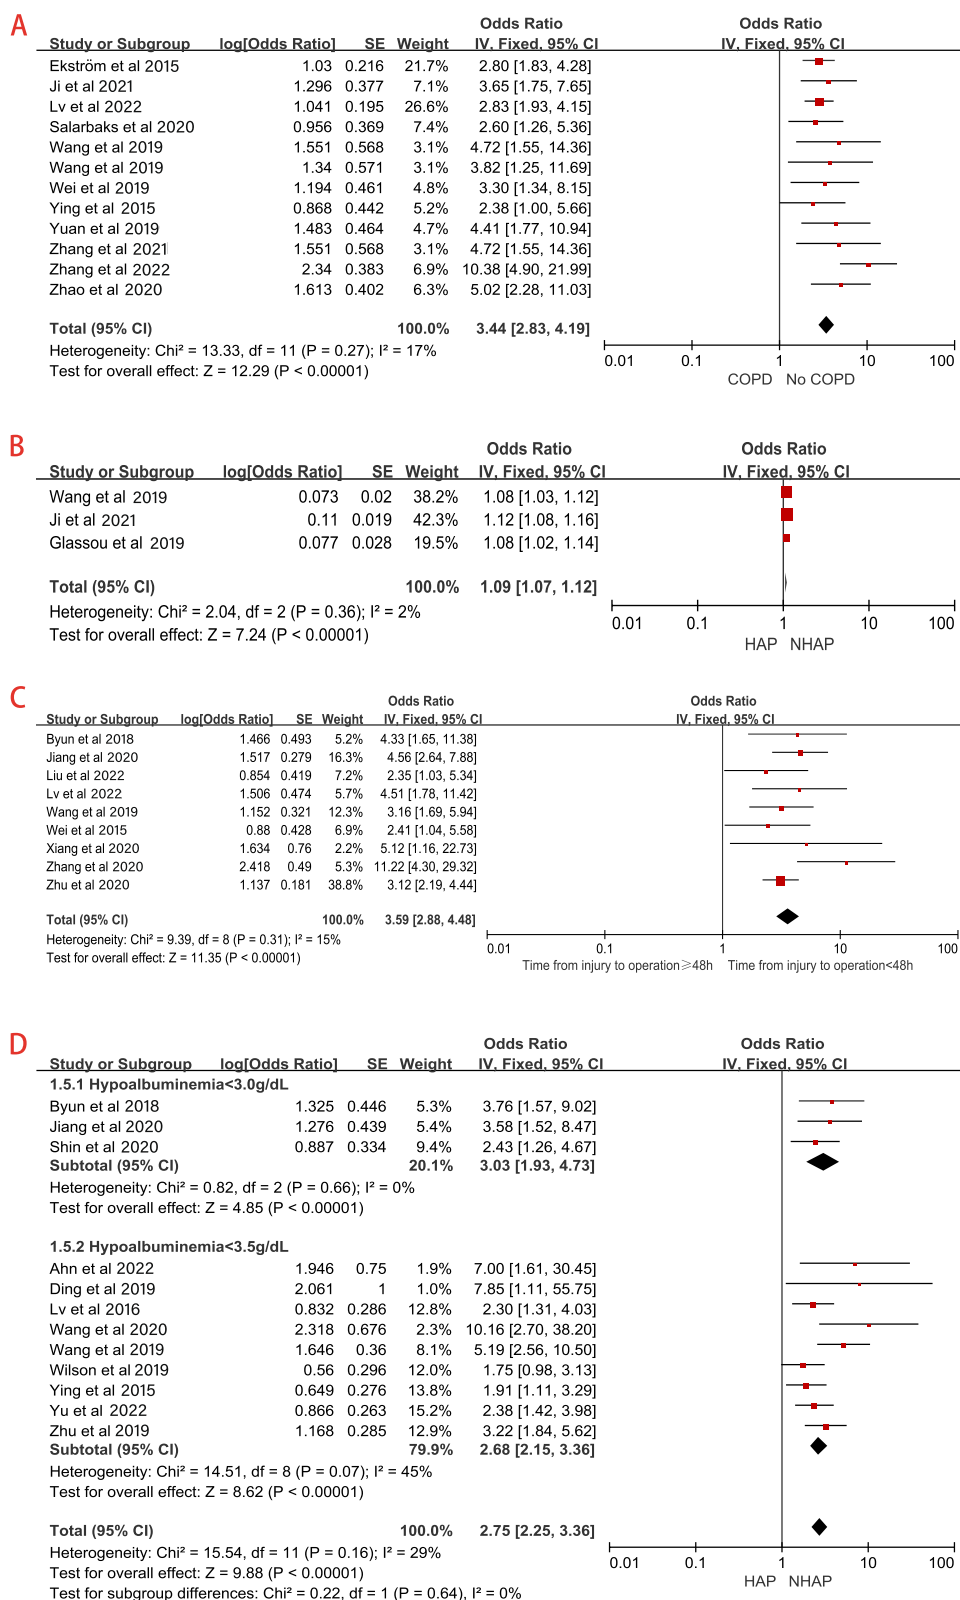 A
Odds Ratio Odds Ratio
Study or Subgroup log[Odds Ratio] SE Weight IV, Fixed, 95% CI IV, Fixed, 95% CI
Ekström et al 2015 1.03 0.216 21.7% 2.80 [1.83, 4.28]
Ji et al 2021 1.296 0.377 7.1% 3.65 [1.75, 7.65]
Lv et al 2022 1.041 0.195 26.6% 2.83 [1.93, 4.15]
Salarbaks et al 2020 0.956 0.369 7.4% 2.60 [1.26, 5.36]
Wang et al 2019 1.551 0.568 3.1% 4.72 [1.55, 14.36]
Wang et al 2019 1.34 0.571 3.1% 3.82 [1.25, 11.69]
Wei et al 2019 1.194 0.461 4.8% 3.30 [1.34, 8.15]
Ying et al 2015 0.868 0.442 5.2% 2.38 [1.00, 5.66]
Yuan et al 2019 1.483 0.464 4.7% 4.41 [1.77, 10.94]
Zhang et al 2021 1.551 0.568 3.1% 4.72 [1.55, 14.36]
Zhang et al 2022 2.34 0.383 6.9% 10.38 [4.90, 21.99]
Zhao et al 2020 1.613 0.402 6.3% 5.02 [2.28, 11.03]
Total (95% CI) 100.0% 3.44 [2.83, 4.19]
Heterogeneity: Chi² = 13.33, df = 11 (P = 0.27); I² = 17%
Test for overall effect: Z = 12.29 (P < 0.00001)
0.01 0.1 1 10 100
COPD No COPD
B
Odds Ratio Odds Ratio
Study or Subgroup log[Odds Ratio] SE Weight IV, Fixed, 95% CI IV, Fixed, 95% CI
Wang et al 2019 0.073 0.02 38.2% 1.08 [1.03, 1.12]
Ji et al 2021 0.11 0.019 42.3% 1.12 [1.08, 1.16]
Glassou et al 2019 0.077 0.028 19.5% 1.08 [1.02, 1.14]
Total (95% CI) 100.0% 1.09 [1.07, 1.12]
Heterogeneity: Chi² = 2.04, df = 2 (P = 0.36); I² = 2%
Test for overall effect: Z = 7.24 (P < 0.00001)
0.01 0.1 1 10 100
HAP NHAP
C
Odds Ratio Odds Ratio
Study or Subgroup log[Odds Ratio] SE Weight IV, Fixed, 95% CI IV, Fixed, 95% CI
Byun et al 2018 1.466 0.493 5.2% 4.33 [1.65, 11.38]
Jiang et al 2020 1.517 0.279 16.3% 4.56 [2.64, 7.88]
Liu et al 2022 0.854 0.419 7.2% 2.35 [1.03, 5.34]
Lv et al 2022 1.506 0.474 5.7% 4.51 [1.78, 11.42]
Wang et al 2019 1.152 0.321 12.3% 3.16 [1.69, 5.94]
Wei et al 2015 0.88 0.428 6.9% 2.41 [1.04, 5.58]
Xiang et al 2020 1.634 0.76 2.2% 5.12 [1.16, 22.73]
Zhang et al 2020 2.418 0.49 5.3% 11.22 [4.30, 29.32]
Zhu et al 2020 1.137 0.181 38.8% 3.12 [2.19, 4.44]
Total (95% CI) 100.0% 3.59 [2.88, 4.48]
Heterogeneity: Chi² = 9.39, df = 8 (P = 0.31); I² = 15%
Test for overall effect: Z = 11.35 (P < 0.00001)
0.01 0.1 1 10 100
Time from injury to operation≥48h Time from injury to operation<48h
D
Odds Ratio Odds Ratio
Study or Subgroup log[Odds Ratio] SE Weight IV, Fixed, 95% CI IV, Fixed, 95% CI
1.5.1 Hypoalbuminemia<3.0g/dL
Byun et al 2018 1.325 0.446 5.3% 3.76 [1.57, 9.02]
Jiang et al 2020 1.276 0.439 5.4% 3.58 [1.52, 8.47]
Shin et al 2020 0.887 0.334 9.4% 2.43 [1.26, 4.67]
Subtotal (95% CI) 20.1% 3.03 [1.93, 4.73]
Heterogeneity: Chi² = 0.82, df = 2 (P = 0.66); I² = 0%
Test for overall effect: Z = 4.85 (P < 0.00001)
1.5.2 Hypoalbuminemia<3.5g/dL
Ahn et al 2022 1.946 0.75 1.9% 7.00 [1.61, 30.45]
Ding et al 2019 2.061 1 1.0% 7.85 [1.11, 55.75]
Lv et al 2016 0.832 0.286 12.8% 2.30 [1.31, 4.03]
Wang et al 2020 2.318 0.676 2.3% 10.16 [2.70, 38.20]
Wang et al 2019 1.646 0.36 8.1% 5.19 [2.56, 10.50]
Wilson et al 2019 0.56 0.296 12.0% 1.75 [0.98, 3.13]
Ying et al 2015 0.649 0.276 13.8% 1.91 [1.11, 3.29]
Yu et al 2022 0.866 0.263 15.2% 2.38 [1.42, 3.98]
Zhu et al 2019 1.168 0.285 12.9% 3.22 [1.84, 5.62]
Subtotal (95% CI) 79.9% 2.68 [2.15, 3.36]
Heterogeneity: Chi² = 14.51, df = 8 (P = 0.07); I² = 45%
Test for overall effect: Z = 8.62 (P < 0.00001)
Total (95% CI) 100.0% 2.75 [2.25, 3.36]
Heterogeneity: Chi² = 15.54, df = 11 (P = 0.16); I² = 29%
Test for overall effect: Z = 9.88 (P < 0.00001)
Test for subgroup differences: Chi² = 0.22, df = 1 (P = 0.64), I² = 0%
0.01 0.1 1 10 100
HAP NHAP